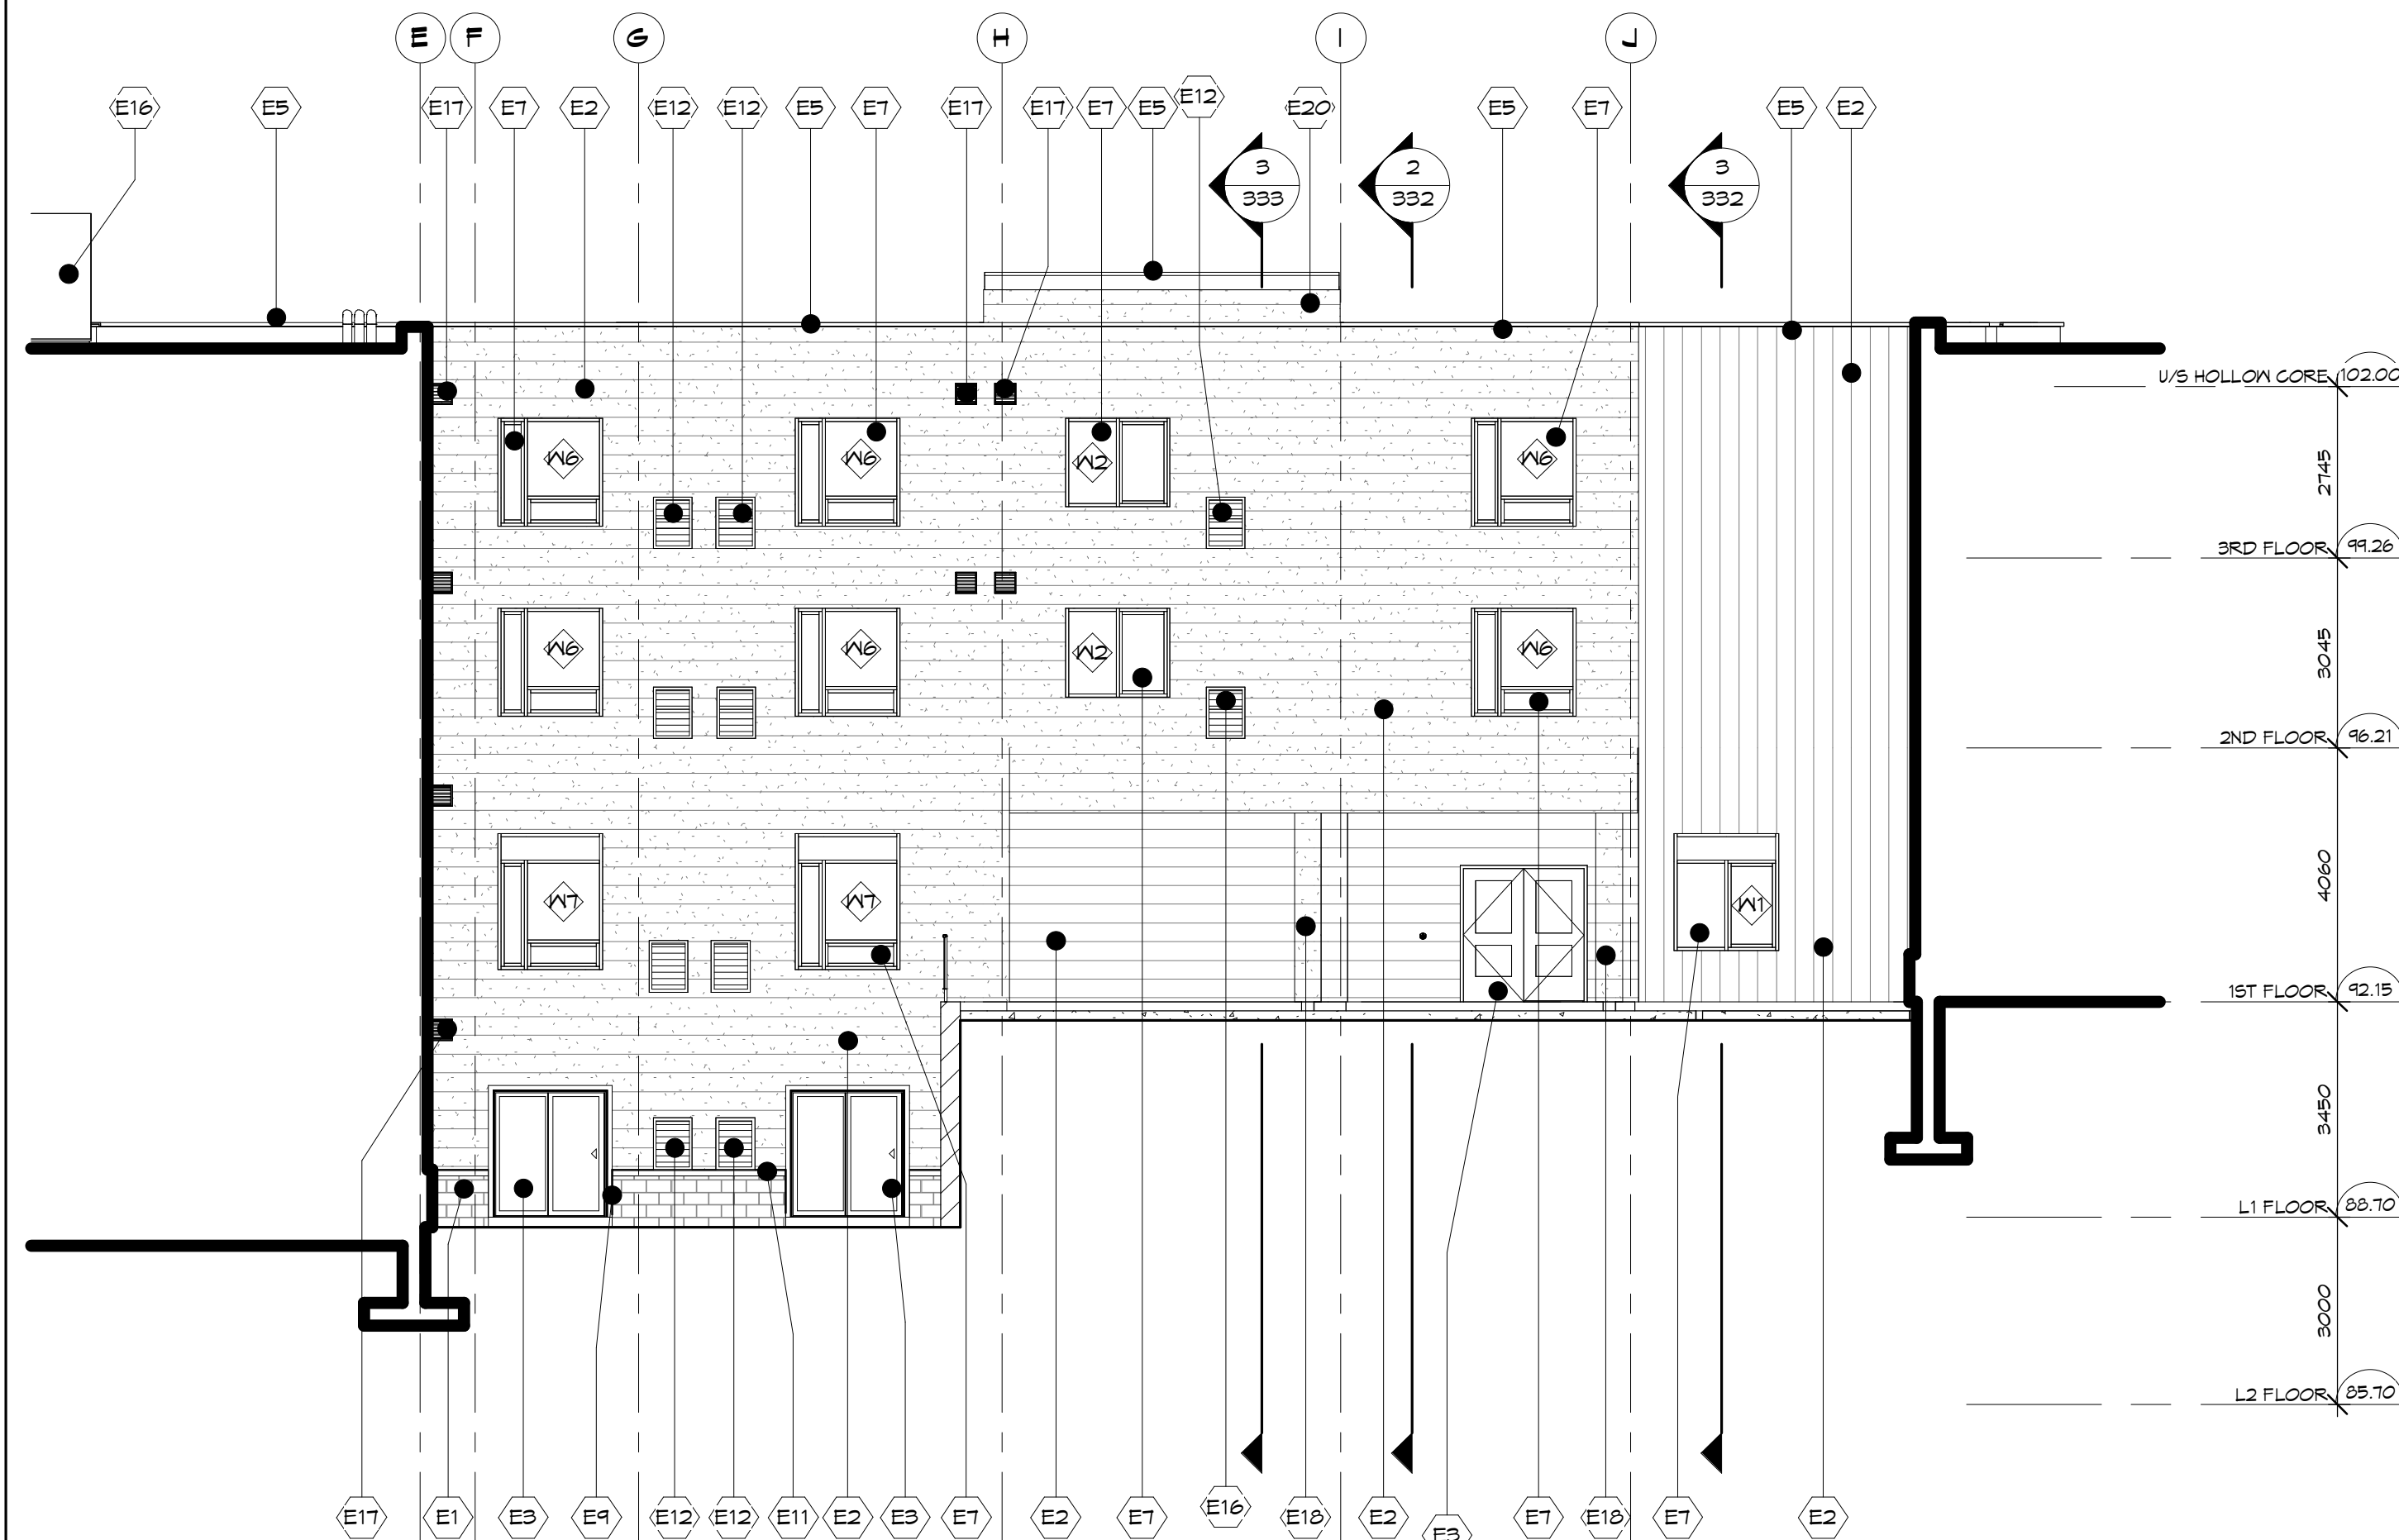 E F G H I J
E16 E5 E17 E7 E2 E12 E12 E5 E7 E17 E17 E7 E5 E12 E20 E5 E7 E5 E2
3 2 3
333 332 332
U/S HOLLOW CORE 102.00
W6 W6 W2 W6
2745
3RD FLOOR 99.26
W6 W6 W2 W6
3045
2ND FLOOR 96.21
4060
W7 W7 W1
1ST FLOOR 92.15
3450
L1 FLOOR 88.70
3000
L2 FLOOR 85.70
E17 E1 E3 E9 E12 E12 E11 E2 E3 E7 E2 E7 E16 E18 E2 E3 E7 E18 E7 E2